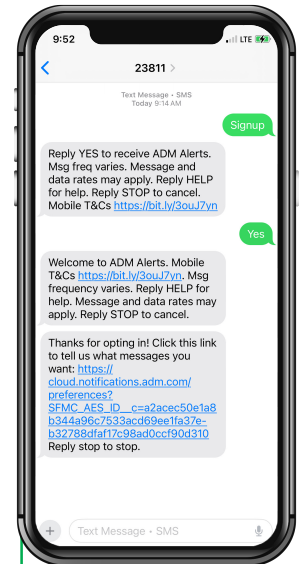 9:52
LTE
23811 >
Text Message • SMS
Today 9:14 AM
Signup
Reply YES to receive ADM Alerts.
Msg freq varies. Message and
data rates may apply. Reply HELP
for help. Reply STOP to cancel.
Mobile T&Cs https://bit.ly/3ouJ7yn
Yes
Welcome to ADM Alerts. Mobile
T&Cs https://bit.ly/3ouJ7yn. Msg
frequency varies. Reply HELP for
help. Message and data rates may
apply. Reply STOP to cancel.
Thanks for opting in! Click this link
to tell us what messages you
want: https://
cloud.notifications.adm.com/
preferences?
SFMC_AES_ID__c=a2acec50e1a8
b344a96c7533acd69ee1fa37e-
b32788dfaf17c98ad0ccf90d310
Reply stop to stop.
Text Message • SMS